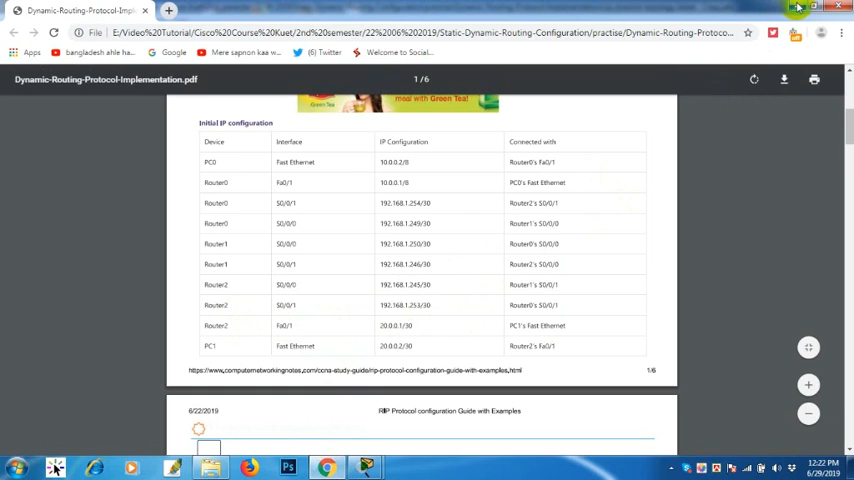 Dynamic-Routing-Protocol-Imple
File E:/Video%20Tutorial/Cisco%20Course%20Kuet/2nd%20semester/22%2006%202019/Static-Dynamic-Routing-Configuration/practise/Dynamic-Routing-Protoco...
Apps bangladesh ahle ha... Google Mere sapnon kaa w... (6) Twitter Welcome to Social...
Dynamic-Routing-Protocol-Implementation.pdf 1/6
Green Tea
meal with Green Tea!
Initial IP configuration
Device Interface IP Configuration Connected with
PC0 Fast Ethernet 10.0.0.2/8 Router0's Fa0/1
Router0 Fa0/1 10.0.0.1/8 PC0's Fast Ethernet
Router0 S0/0/1 192.168.1.254/30 Router2's S0/0/1
Router0 S0/0/0 192.168.1.249/30 Router1's S0/0/0
Router1 S0/0/0 192.168.1.250/30 Router0's S0/0/0
Router1 S0/0/1 192.168.1.246/30 Router2's S0/0/0
Router2 S0/0/0 192.168.1.245/30 Router1's S0/0/1
Router2 S0/0/1 192.168.1.253/30 Router0's S0/0/1
Router2 Fa0/1 20.0.0.1/30 PC1's Fast Ethernet
PC1 Fast Ethernet 20.0.0.2/30 Router2's Fa0/1
https://www.computernetworkingnotes.com/ccna-study-guide/rip-protocol-configuration-guide-with-examples.html 1/6
6/22/2019 RIP Protocol configuration Guide with Examples
12:22 PM
6/29/2019